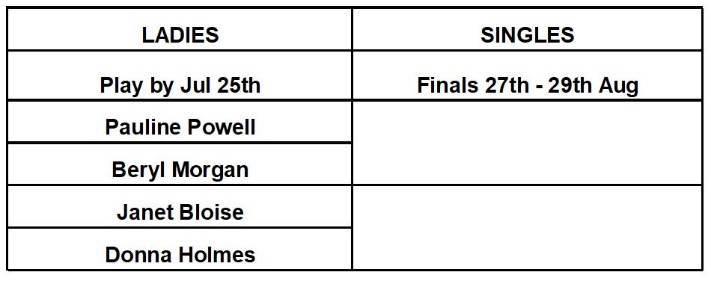 LADIES SINGLES
Play by Jul 25th Finals 27th - 29th Aug
Pauline Powell
Beryl Morgan
Janet Bloise
Donna Holmes